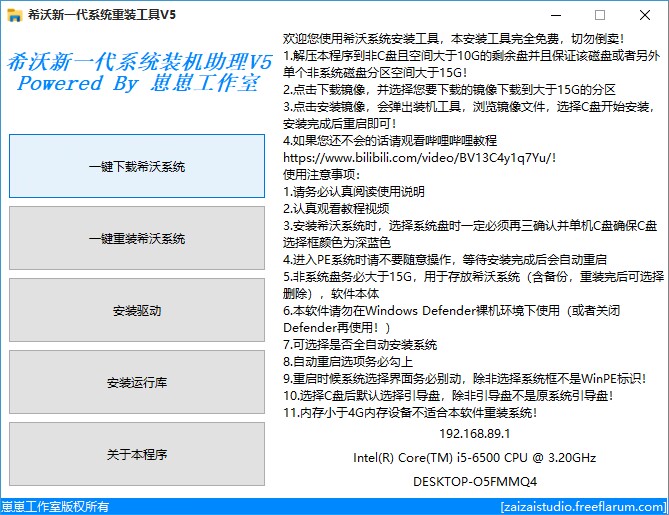 希沃新一代系统重装工具V5
希沃新一代系统装机助理V5
Powered By 崽崽工作室
一键下载希沃系统
一键重装希沃系统
安装驱动
安装运行库
关于本程序
欢迎您使用希沃系统安装工具，本安装工具完全免费，切勿倒卖！
1.解压本程序到非C盘且空间大于10G的剩余盘并且保证该磁盘或者另外
单个非系统磁盘分区空间大于15G！
2.点击下载镜像，并选择您要下载的镜像下载到大于15G的分区
3.点击安装镜像，会弹出装机工具，浏览镜像文件，选择C盘开始安装，
安装完成后重启即可！
4.如果您还不会的话请观看哔哩哔哩教程
https://www.bilibili.com/video/BV13C4y1q7Yu/!
使用注意事项：
1.请务必认真阅读使用说明
2.认真观看教程视频
3.安装希沃系统时，选择系统盘时一定必须再三确认并单机C盘确保C盘
选择框颜色为深蓝色
4.进入PE系统时请不要随意操作，等待安装完成后会自动重启
5.非系统盘务必大于15G，用于存放希沃系统（含备份，重装完后可选择
删除），软件本体
6.本软件请勿在Windows Defender裸机环境下使用（或者关闭
Defender再使用！）
7.可选择是否全自动安装系统
8.自动重启选项务必勾上
9.重启时候系统选择界面务必别动，除非选择系统框不是WinPE标识！
10.选择C盘后默认选择引导盘，除非引导盘不是原系统引导盘！
11.内存小于4G内存设备不适合本软件重装系统！
192.168.89.1
Intel(R) Core(TM) i5-6500 CPU @ 3.20GHz
DESKTOP-O5FMMQ4
崽崽工作室版权所有
[zaizaistudio.freeflarum.com]